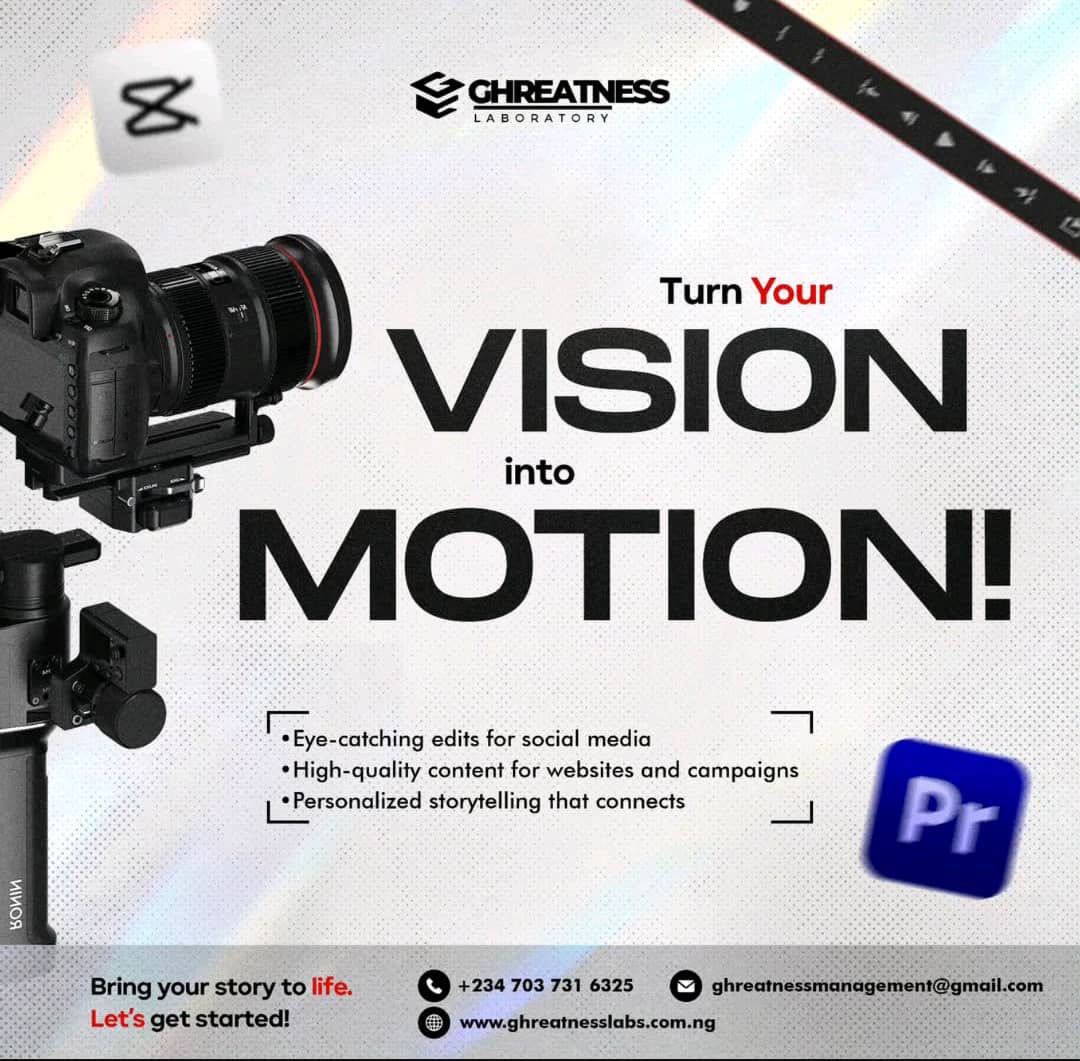 GHREATNESS
LABORATORY
Turn Your
VISION
into
MOTION!
•Eye-catching edits for social media
•High-quality content for websites and campaigns
•Personalized storytelling that connects
Pr
RONIN
Bring your story to life.
Let's get started!
+234 703 731 6325
ghreatnessmanagement@gmail.com
www.ghreatnesslabs.com.ng